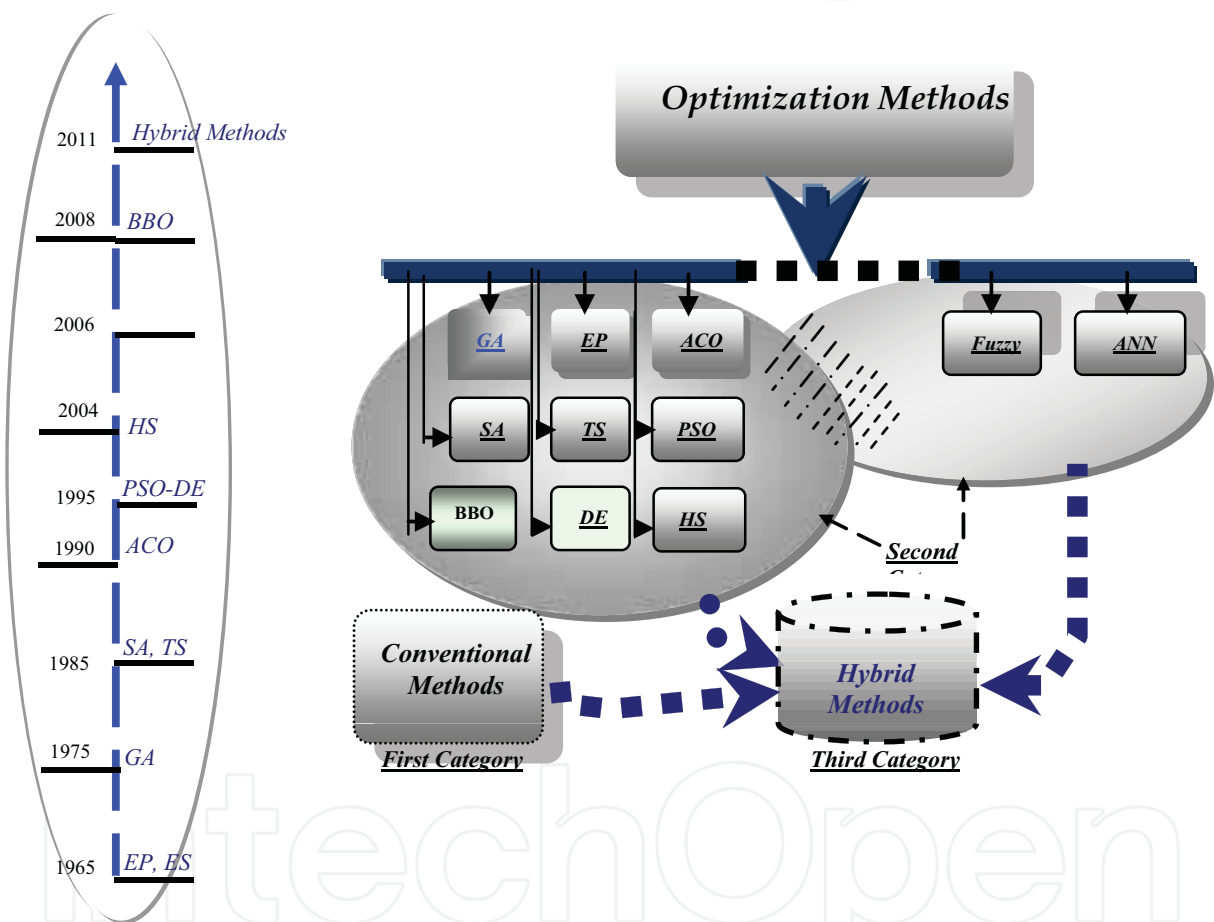 2011 Hybrid Methods
2008 BBO
2006
2004 HS
1995 PSO-DE
1990 ACO
1985 SA, TS
1975 GA
1965 EP, ES
Optimization Methods
GA EP ACO
SA TS PSO
BBO DE HS
Fuzzy ANN
Second
Conventional
Methods
First Category
Hybrid
Methods
Third Category
IntechOpen